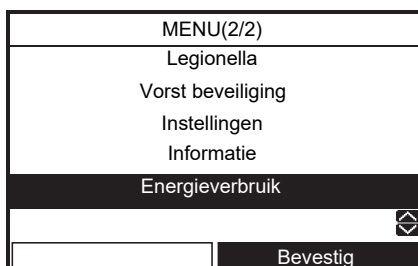 MENU(2/2)
Legionella
Vorst beveiliging
Instellingen
Informatie
Energieverbruik
Bevestig